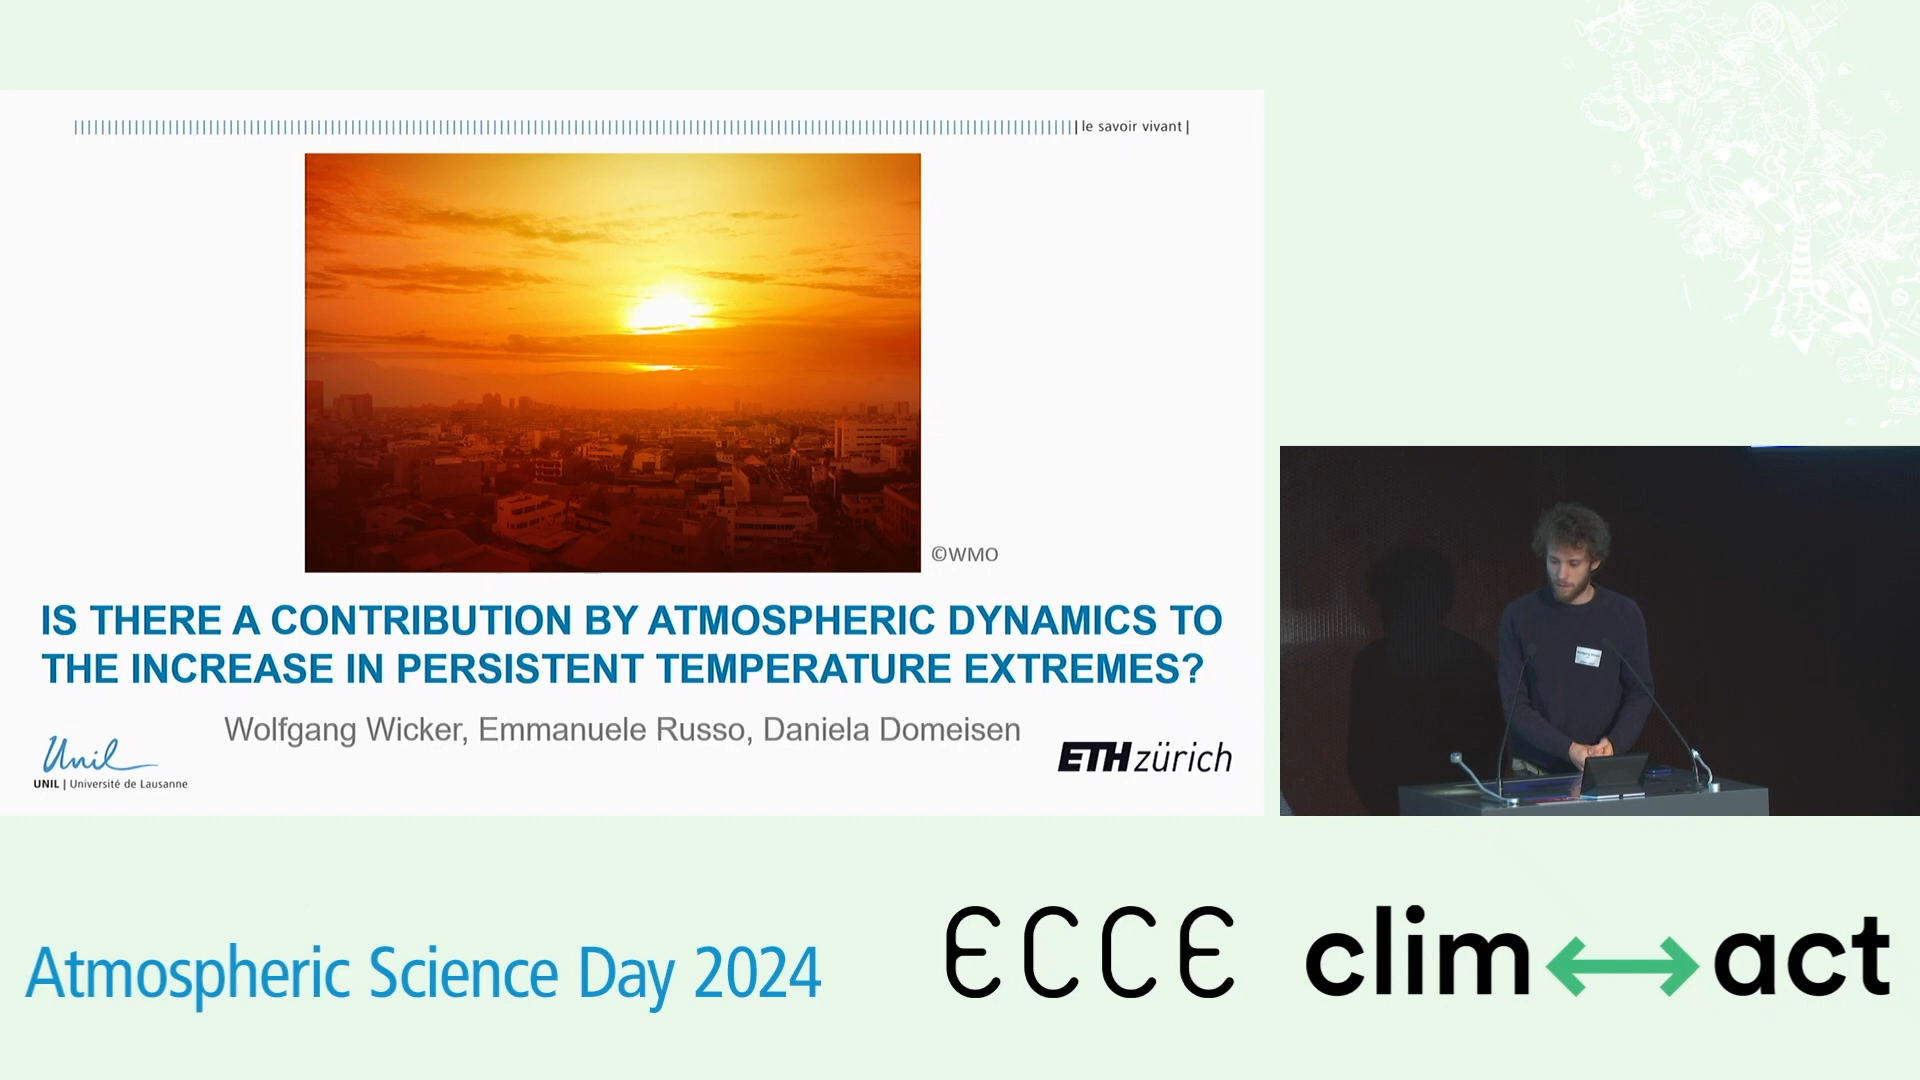 |le savoir vivant|
©WMO
IS THERE A CONTRIBUTION BY ATMOSPHERIC DYNAMICS TO
THE INCREASE IN PERSISTENT TEMPERATURE EXTREMES?
Wolfgang Wicker, Emmanuele Russo, Daniela Domeisen
Unil
UNIL | Université de Lausanne
ETH zürich
Atmospheric Science Day 2024
ECCE
clim act